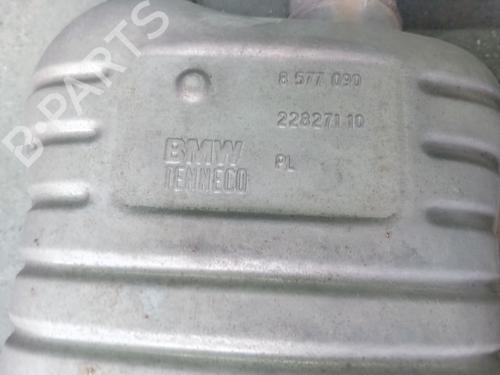 8 577 090
22827110
BMW
TENNECO
PL
B-PARTS